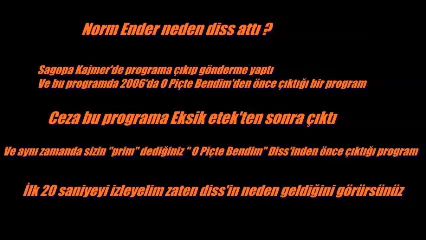 Norm Ender neden diss attı ?
Sagopa Kajmer'de programa çıkıp gönderme yaptı
Ve bu programda 2006'da O Piçte Bendim'den önce çıktığı bir program
Ceza bu programa Eksik etek'ten sonra çıktı
Ve aynı zamanda sizin "prim" dediğiniz " O Piçte Bendim" Diss'inden önce çıktığı program
İlk 20 saniyeyi izleyelim zaten diss'in neden geldiğini görürsünüz